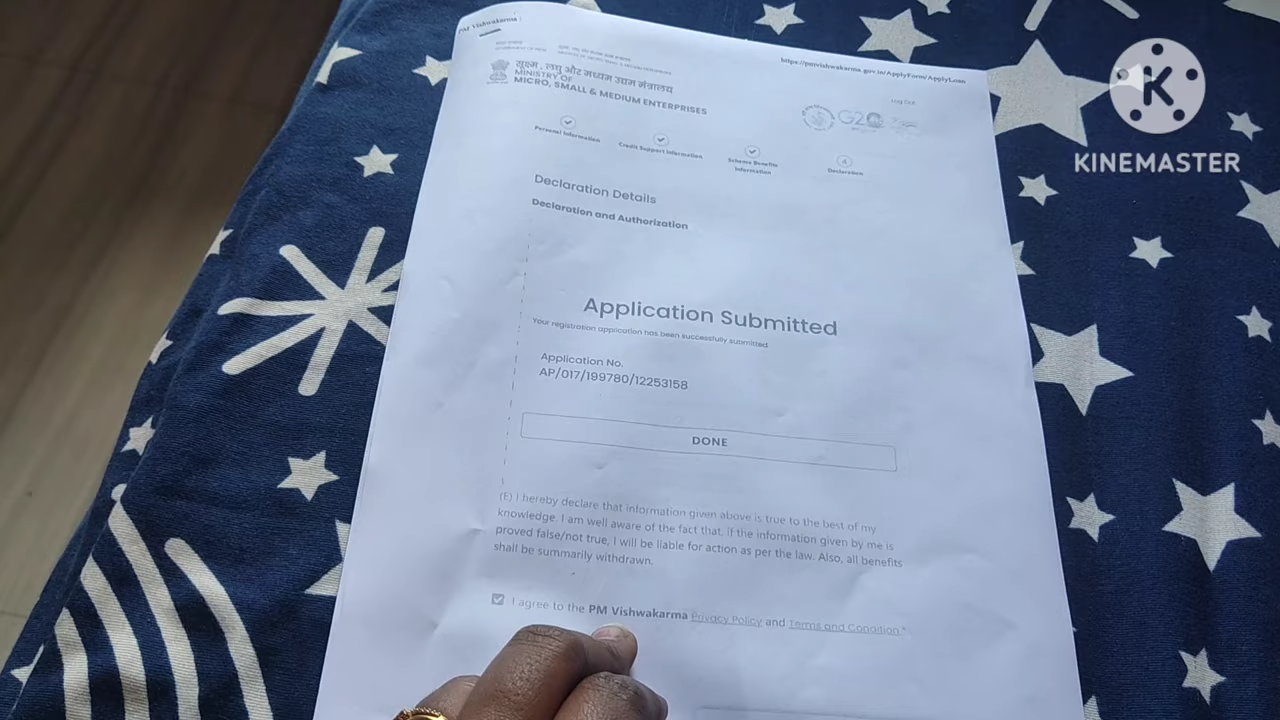 PM Vishwakarma
https://pmvishwakarma.gov.in/ApplyForm/ApplyLoan
सूक्ष्म, लघु और मध्यम उद्यम मंत्रालय
MINISTRY OF
MICRO, SMALL & MEDIUM ENTERPRISES
Log Out
G20
K
KINEMASTER
Personal Information
Credit Support Information
Scheme Benefits
Information
4
Declaration
Declaration Details
Declaration and Authorization
Application Submitted
Your registration application has been successfully submitted
Application No.
AP/017/199780/12253158
DONE
(E) I hereby declare that information given above is true to the best of my
knowledge. I am well aware of the fact that, if the information given by me is
proved false/not true, I will be liable for action as per the law. Also, all benefits
shall be summarily withdrawn.
I agree to the PM Vishwakarma Privacy Policy and Terms and Condition.*